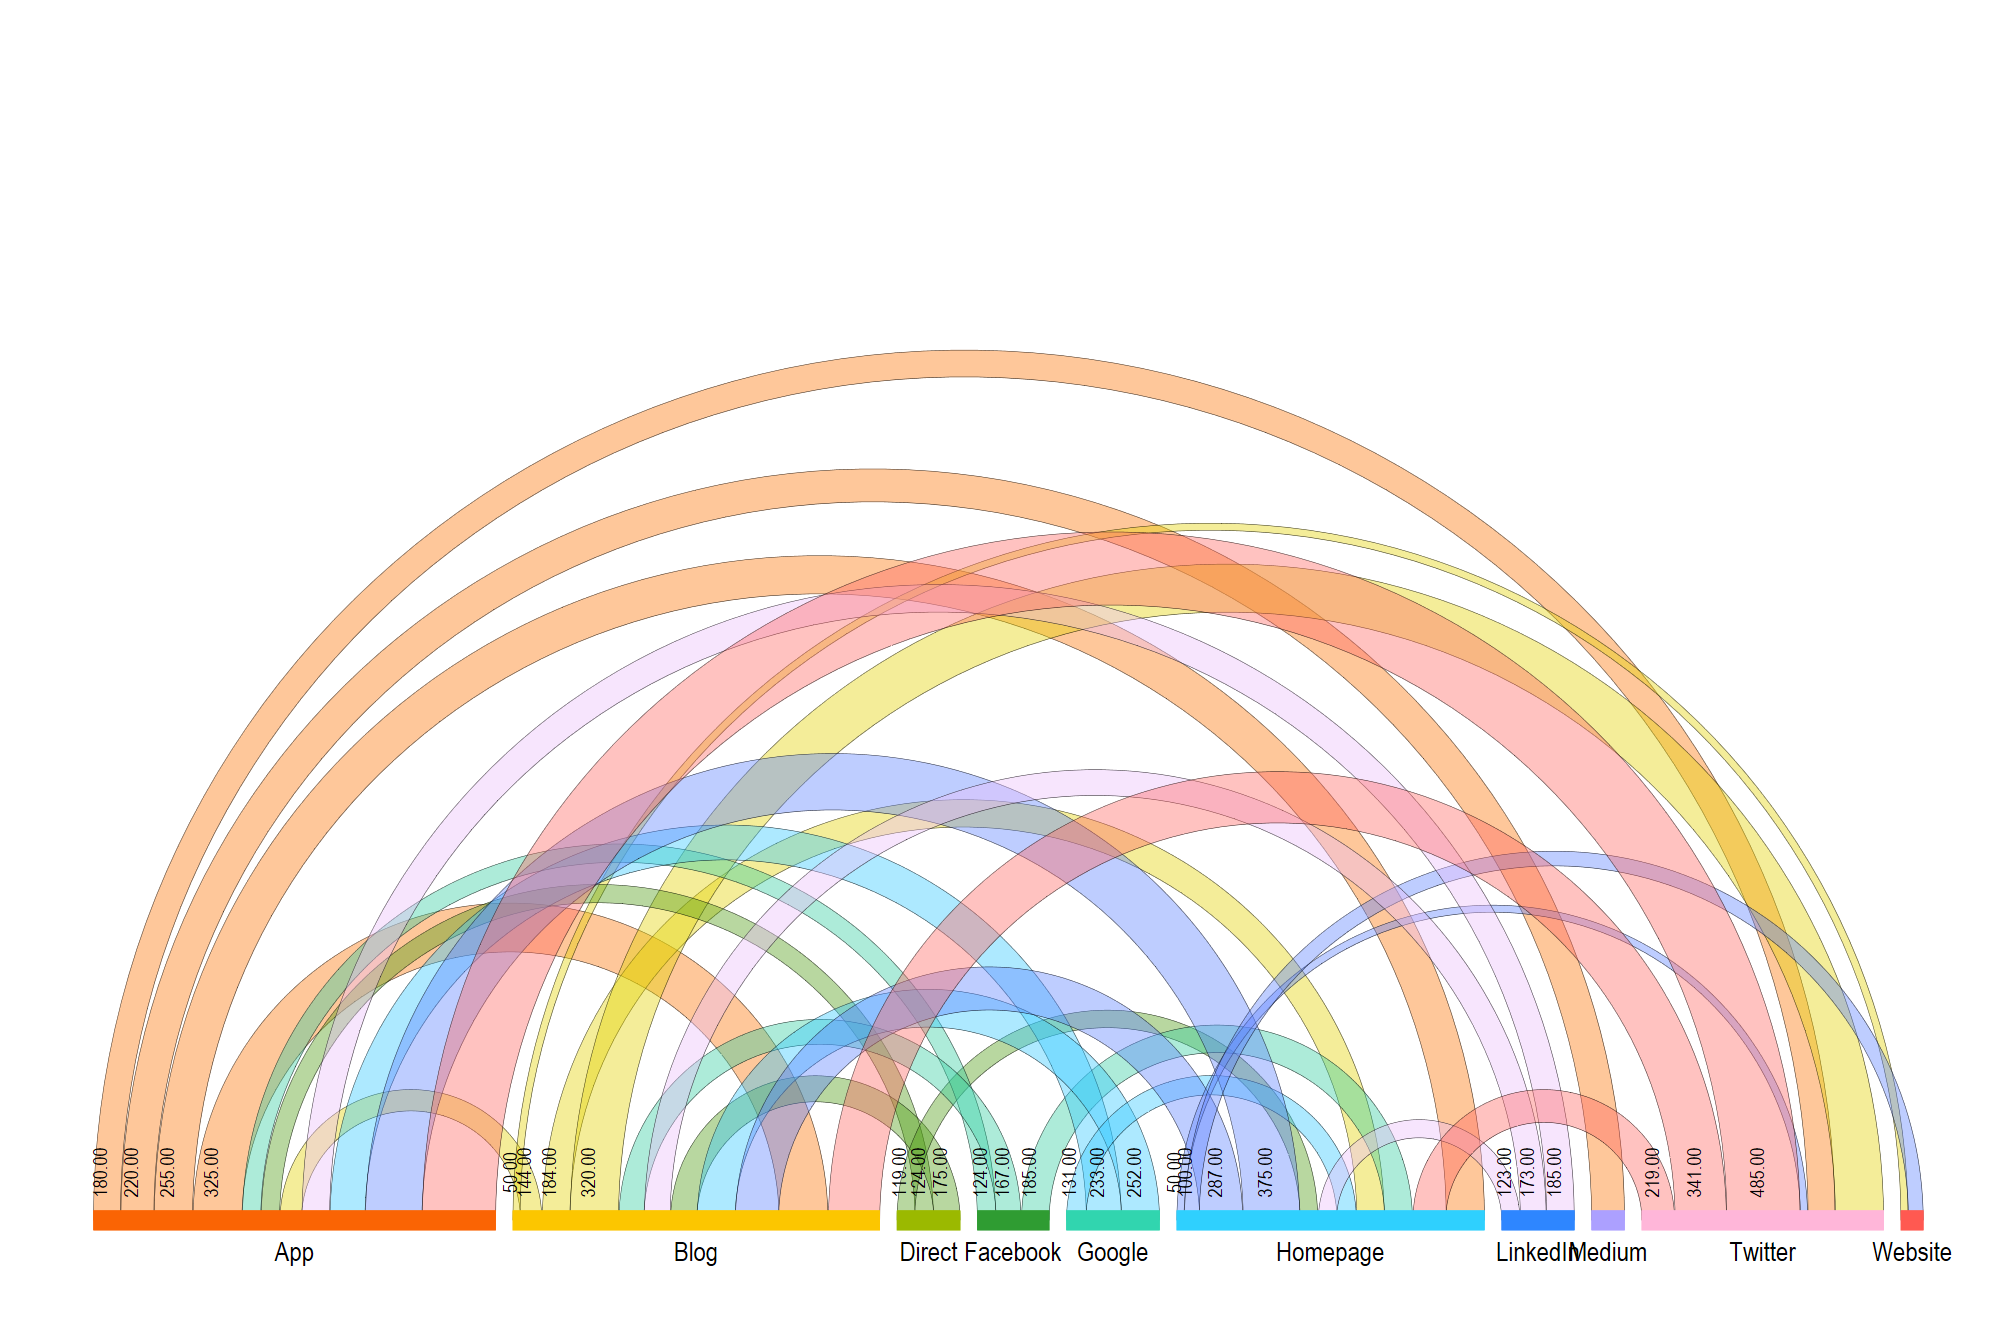 180.00
220.00
255.00
325.00
50.00
144.00
184.00
320.00
119.00
124.00
175.00
124.00
167.00
185.00
131.00
233.00
252.00
50.00
100.00
287.00
375.00
123.00
173.00
185.00
219.00
341.00
485.00
App
Blog
Direct
Facebook
Google
Homepage
LinkedIn
Medium
Twitter
Website